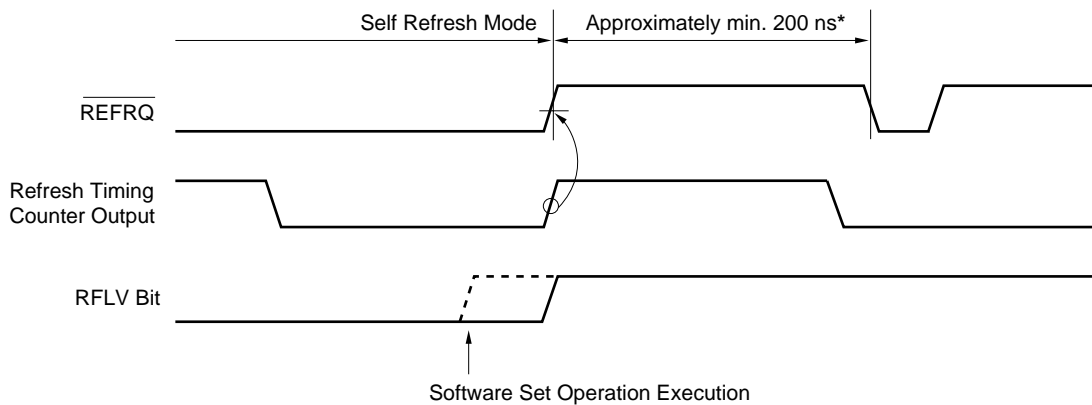 Self Refresh Mode
Approximately min. 200 ns*
REFRQ
Refresh Timing
Counter Output
RFLV Bit
Software Set Operation Execution